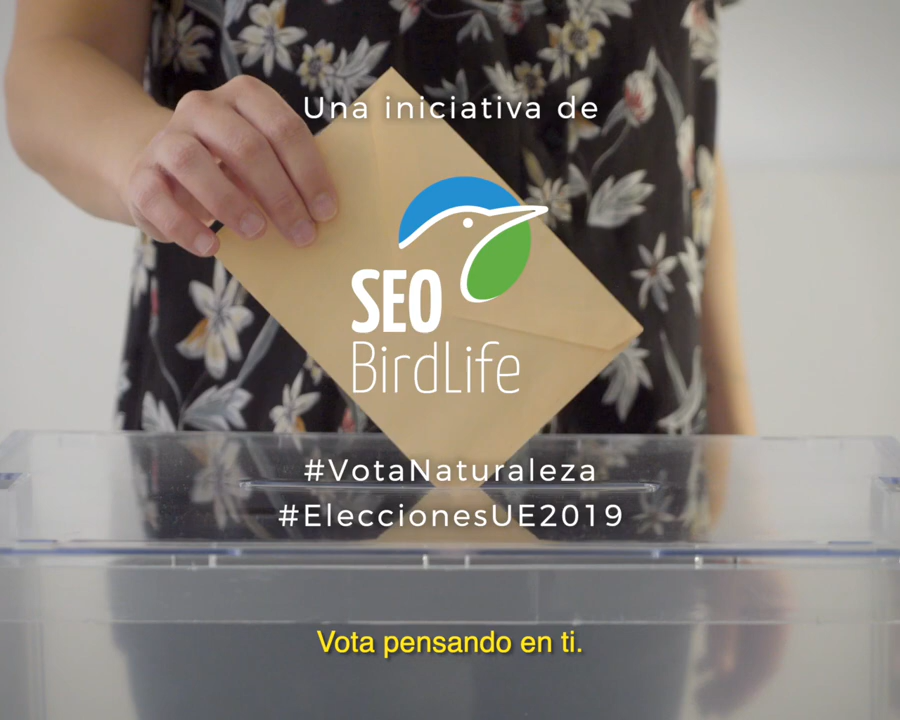 Una iniciativa de
SEO
BirdLife
#VotaNaturaleza
#EleccionesUE2019
Vota pensando en ti.